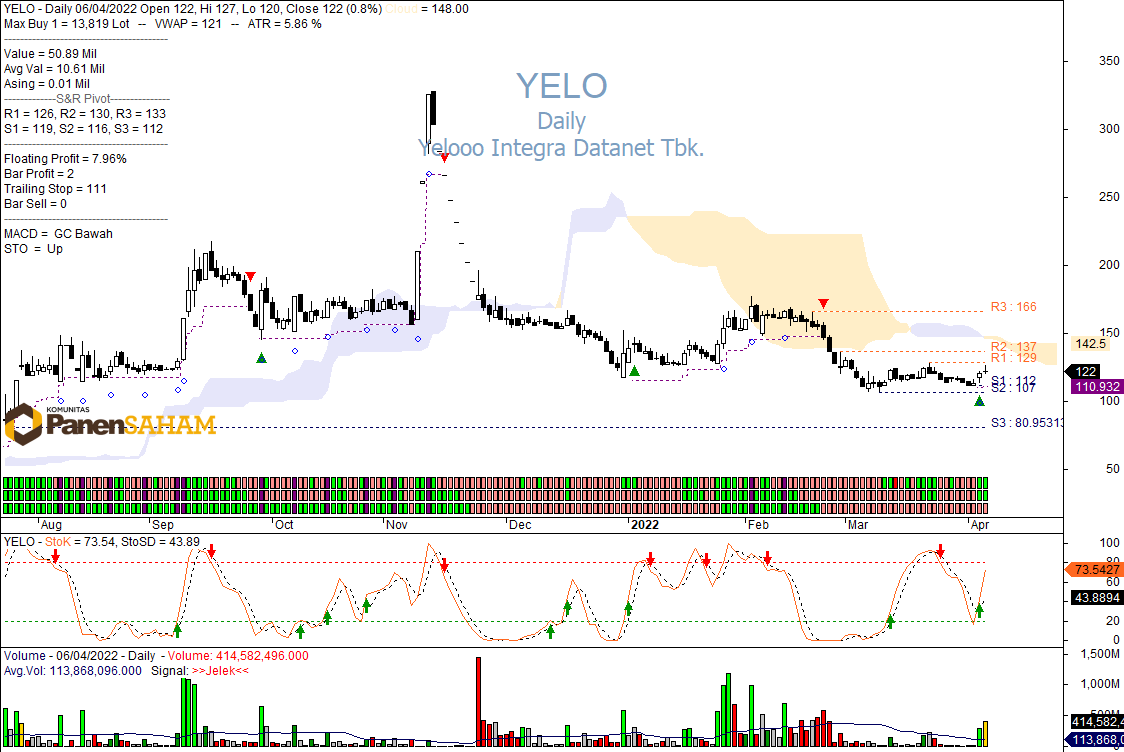 YELO - Daily 06/04/2022 Open 122, Hi 127, Lo 120, Close 122 (0.8%) Cloud = 148.00
Max Buy 1 = 13,819 Lot -- VWAP = 121 -- ATR = 5.86 %
Value = 50.89 Mil
Avg Val = 10.61 Mil
Asing = 0.01 Mil
-------------S&R Pivot---------------
R1 = 126, R2 = 130, R3 = 133
S1 = 119, S2 = 116, S3 = 112
Floating Profit = 7.96%
Bar Profit = 2
Trailing Stop = 111
Bar Sell = 0
MACD = GC Bawah
STO = Up
YELO
Daily
Yelooo Integra Datanet Tbk.
350
300
250
200
150
142.5
122
110.932
100
50
R3 : 166
R2 : 137
R1 : 129
S1 : 112
S2 : 107
S3 : 80.95313
KOMUNITAS
PanenSAHAM
Aug Sep Oct Nov Dec 2022 Feb Mar Apr
YELO - StoK = 73.54, StoSD = 43.89
100
80
73.5427
60
43.8894
20
0
Volume - 06/04/2022 - Daily - Volume: 414,582,496.000
Avg.Vol: 113,868,096.000 Signal: >>Jelek<<
1,500M
1,000M
500M
414,582,4
113,868,0